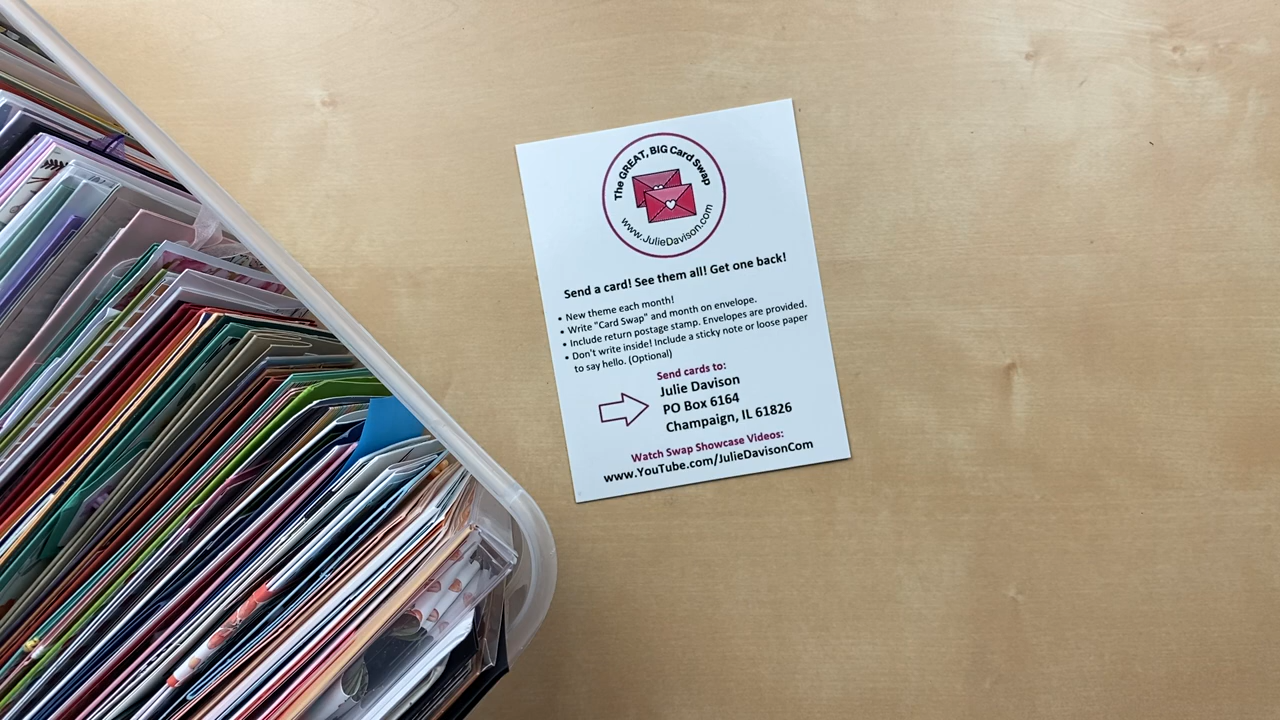 The GREAT, BIG Card Swap
www.JulieDavison.com
Send a card! See them all! Get one back!
• New theme each month!
• Write "Card Swap" and month on envelope.
• Include return postage stamp. Envelopes are provided.
• Don't write inside! Include a sticky note or loose paper
to say hello. (Optional)
Send cards to:
Julie Davison
PO Box 6164
Champaign, IL 61826
Watch Swap Showcase Videos:
www.YouTube.com/JulieDavisonCom